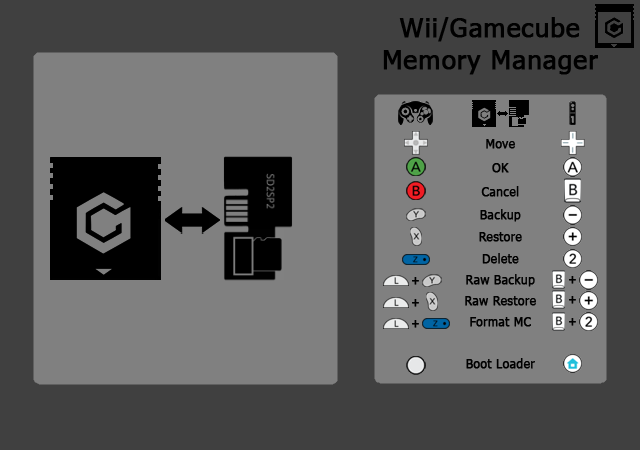 Wii/Gamecube
Memory Manager
SD2SP2
Move
A OK A
B Cancel B
Y Backup −
X Restore +
Z Delete 2
L + Y Raw Backup B + −
L + X Raw Restore B + +
L + Z Format MC B + 2
Boot Loader